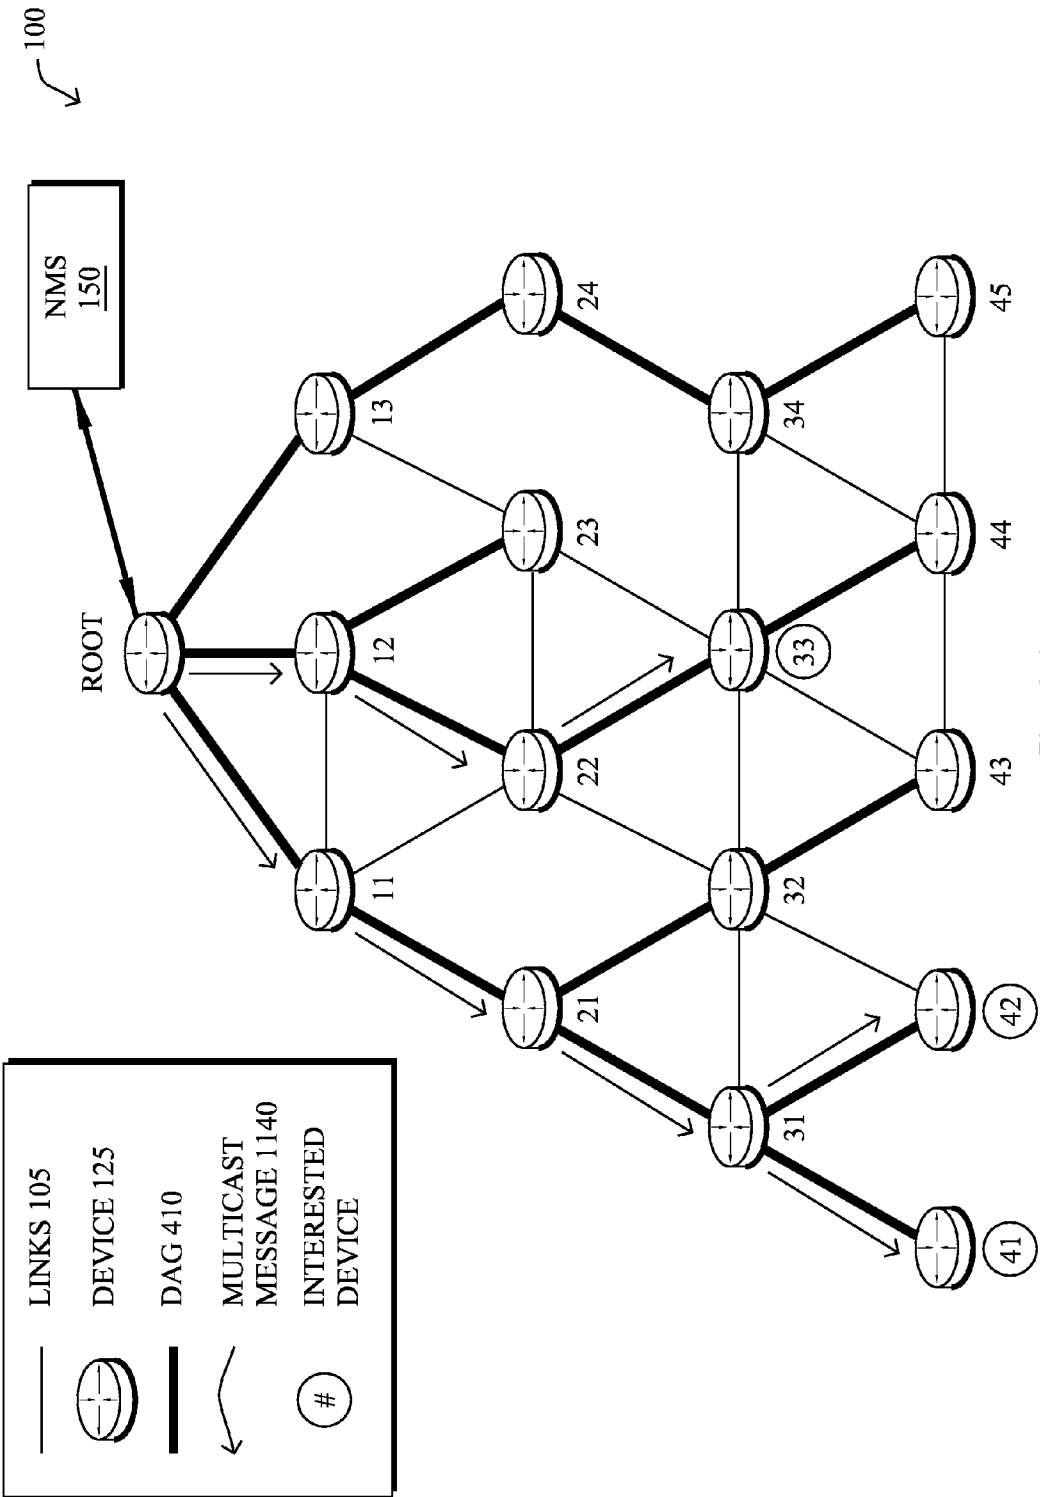 100
NMS
150
ROOT
LINKS 105
DEVICE 125
DAG 410
MULTICAST
MESSAGE 1140
INTERESTED
DEVICE
#
11
12
13
21
22
23
24
31
32
33
34
41
42
43
44
45